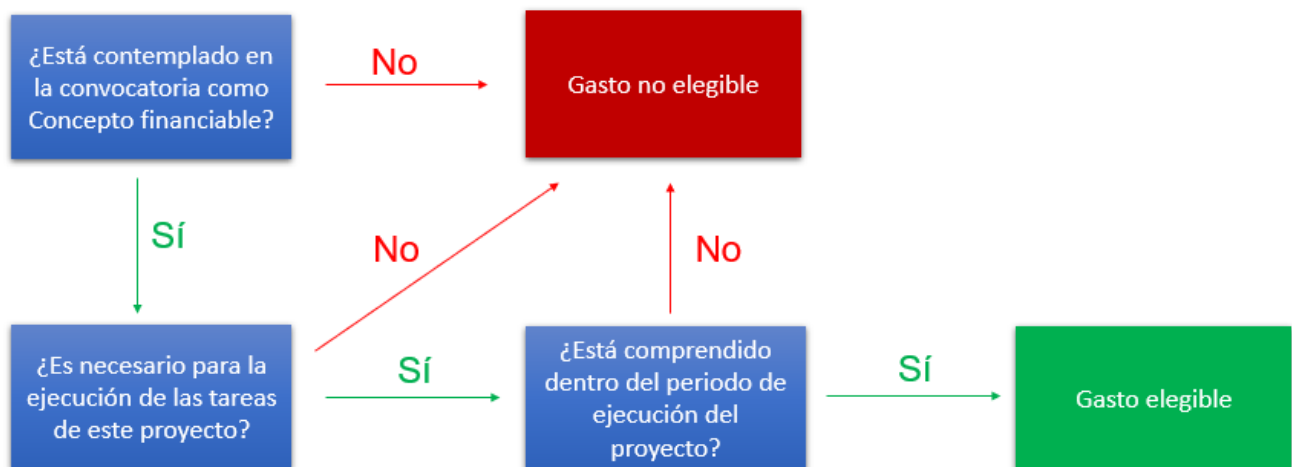 ¿Está contemplado en
la convocatoria como
Concepto financiable?
No
Gasto no elegible
Sí
No
No
¿Es necesario para la
ejecución de las tareas
de este proyecto?
Sí
¿Está comprendido
dentro del periodo de
ejecución del
proyecto?
Sí
Gasto elegible